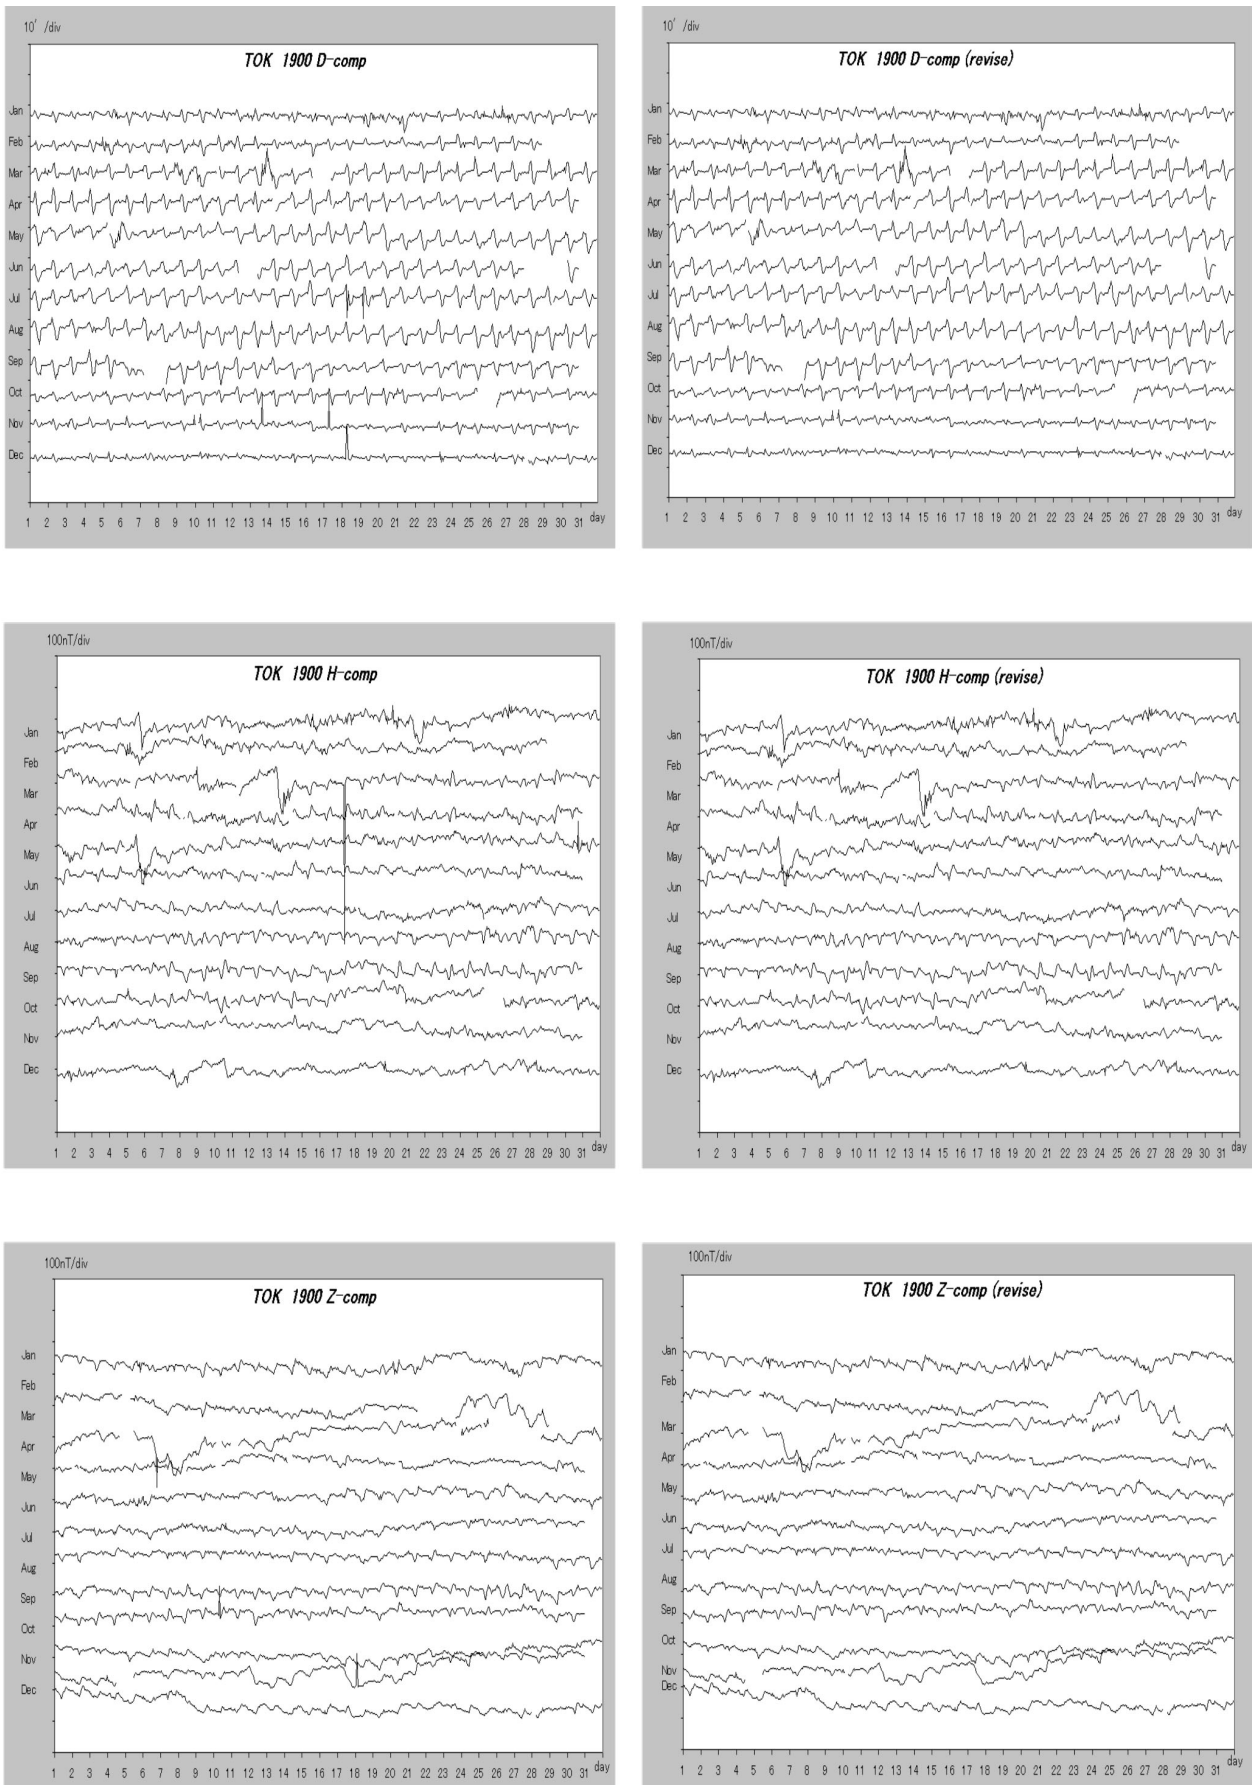 10' /div
TOK 1900 D-comp
Jan
Feb
Mar
Apr
May
Jun
Jul
Aug
Sep
Oct
Nov
Dec
1 2 3 4 5 6 7 8 9 10 11 12 13 14 15 16 17 18 19 20 21 22 23 24 25 26 27 28 29 30 31 day
10' /div
TOK 1900 D-comp (revise)
Jan
Feb
Mar
Apr
May
Jun
Jul
Aug
Sep
Oct
Nov
Dec
1 2 3 4 5 6 7 8 9 10 11 12 13 14 15 16 17 18 19 20 21 22 23 24 25 26 27 28 29 30 31 day
100nT/div
TOK 1900 H-comp
Jan
Feb
Mar
Apr
May
Jun
Jul
Aug
Sep
Oct
Nov
Dec
1 2 3 4 5 6 7 8 9 10 11 12 13 14 15 16 17 18 19 20 21 22 23 24 25 26 27 28 29 30 31 day
100nT/div
TOK 1900 H-comp (revise)
Jan
Feb
Mar
Apr
May
Jun
Jul
Aug
Sep
Oct
Nov
Dec
1 2 3 4 5 6 7 8 9 10 11 12 13 14 15 16 17 18 19 20 21 22 23 24 25 26 27 28 29 30 31 day
100nT/div
TOK 1900 Z-comp
Jan
Feb
Mar
Apr
May
Jun
Jul
Aug
Sep
Oct
Nov
Dec
1 2 3 4 5 6 7 8 9 10 11 12 13 14 15 16 17 18 19 20 21 22 23 24 25 26 27 28 29 30 31 day
100nT/div
TOK 1900 Z-comp (revise)
Jan
Feb
Mar
Apr
May
Jun
Jul
Aug
Sep
Oct
Nov
Dec
1 2 3 4 5 6 7 8 9 10 11 12 13 14 15 16 17 18 19 20 21 22 23 24 25 26 27 28 29 30 31 day